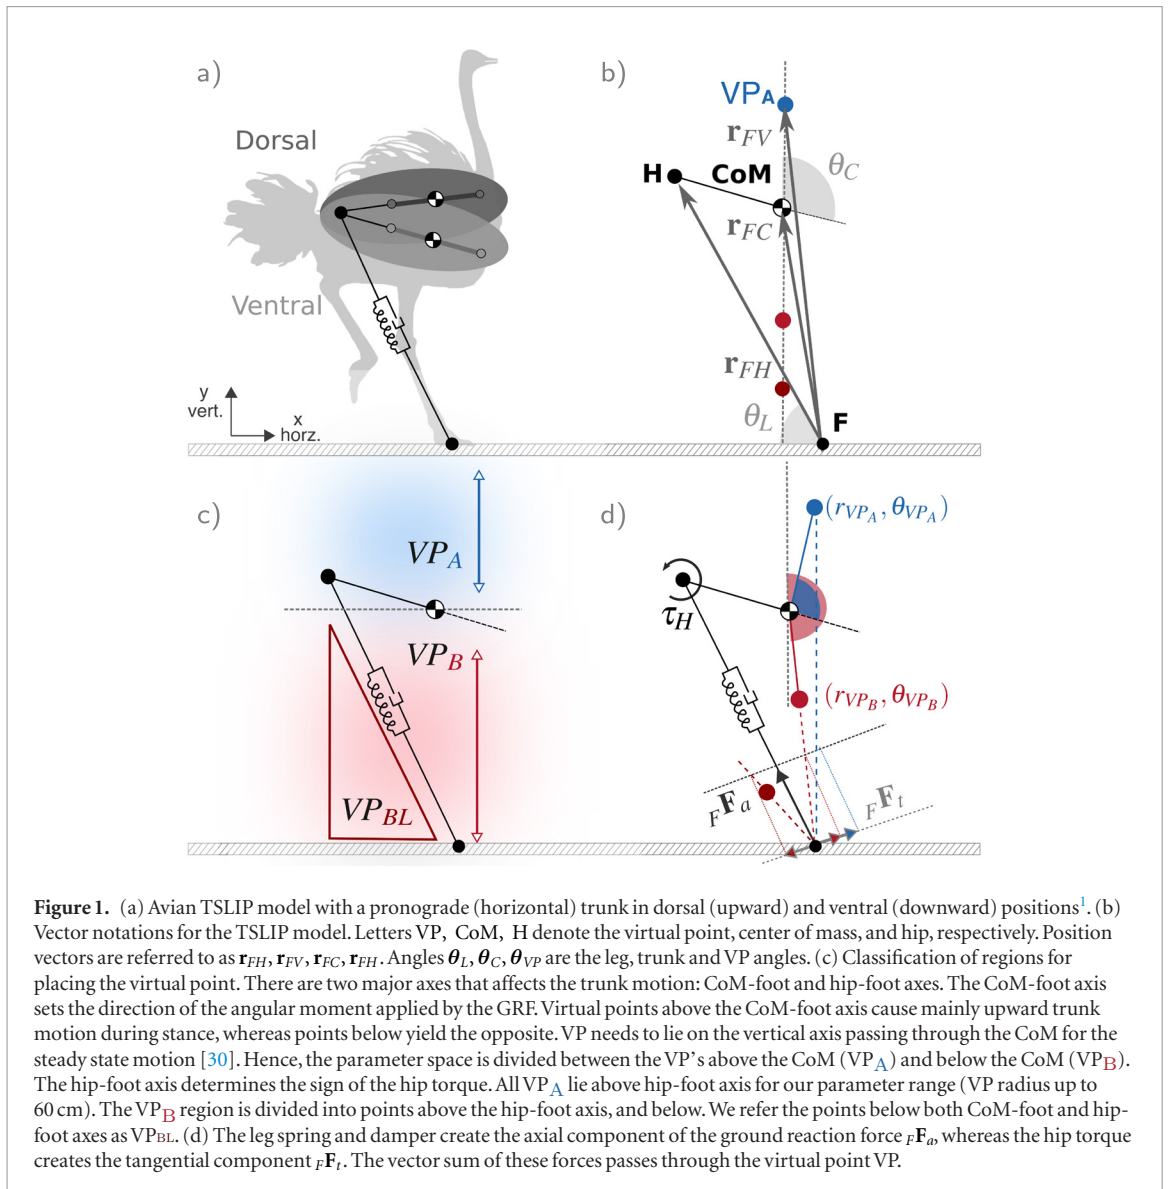 a)
Dorsal
Ventral
y
vert.
x
horz.
b)
VPA
rFV
H
CoM
θC
rFC
rFH
θL
F
c)
VPA
VPB
VPBL
d)
(rVPA, θVPA)
τH
(rVPB, θVPB)
FFa
FFt
Figure 1. (a) Avian TSLIP model with a pronograde (horizontal) trunk in dorsal (upward) and ventral (downward) positions1. (b)
Vector notations for the TSLIP model. Letters VP, CoM, H denote the virtual point, center of mass, and hip, respectively. Position
vectors are referred to as rFH, rFV, rFC, rFH. Angles θL, θC, θVP are the leg, trunk and VP angles. (c) Classification of regions for
placing the virtual point. There are two major axes that affects the trunk motion: CoM-foot and hip-foot axes. The CoM-foot axis
sets the direction of the angular moment applied by the GRF. Virtual points above the CoM-foot axis cause mainly upward trunk
motion during stance, whereas points below yield the opposite. VP needs to lie on the vertical axis passing through the CoM for the
steady state motion [30]. Hence, the parameter space is divided between the VP's above the CoM (VPA) and below the CoM (VPB).
The hip-foot axis determines the sign of the hip torque. All VPA lie above hip-foot axis for our parameter range (VP radius up to
60 cm). The VPB region is divided into points above the hip-foot axis, and below. We refer the points below both CoM-foot and hip-
foot axes as VPBL. (d) The leg spring and damper create the axial component of the ground reaction force FFa, whereas the hip torque
creates the tangential component FFt. The vector sum of these forces passes through the virtual point VP.